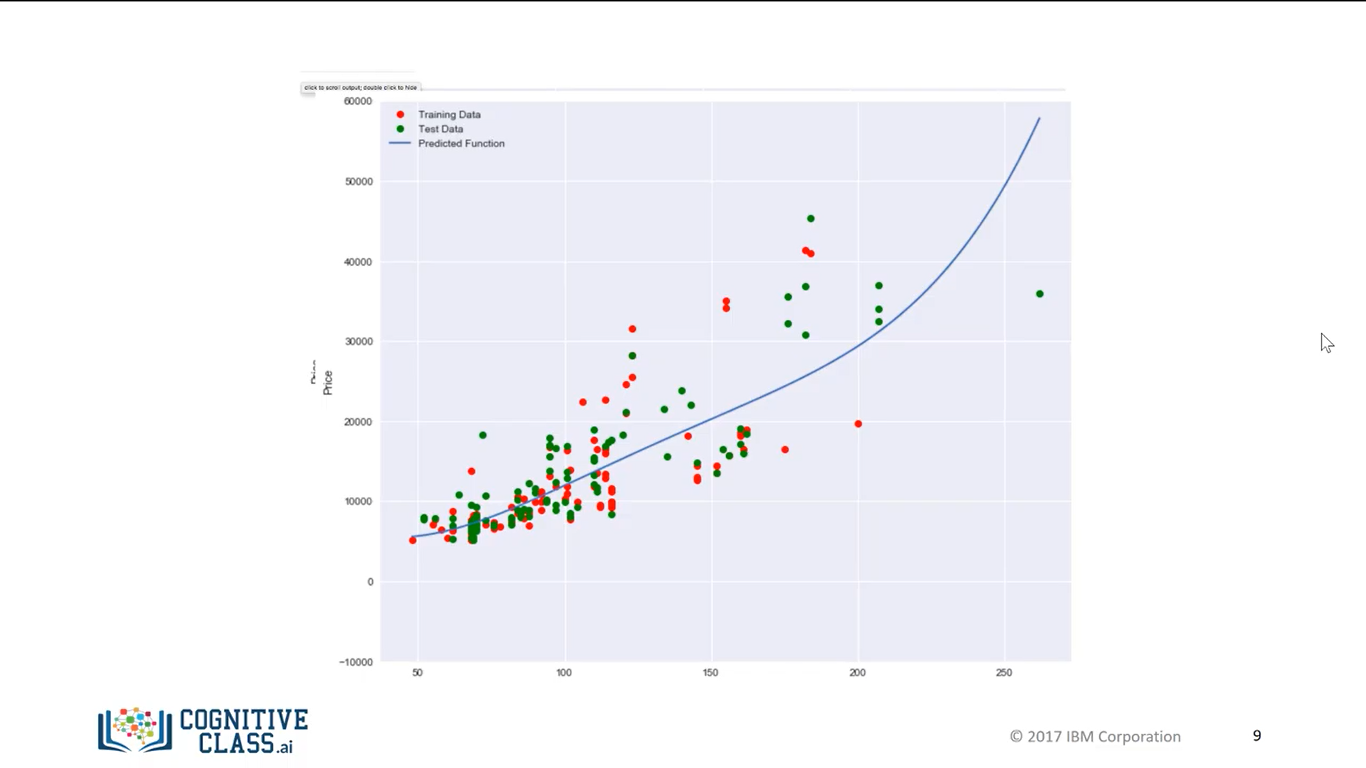 click to scroll output; double click to hide
60000
Training Data
Test Data
Predicted Function
50000
40000
30000
Price
20000
10000
0
−10000
50 100 150 200 250
COGNITIVE
CLASS.ai
© 2017 IBM Corporation 9